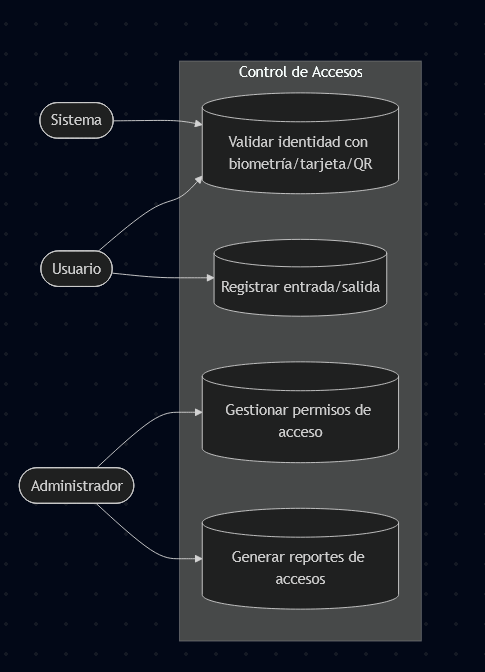 Control de Accesos
Sistema
Validar identidad con
biometría/tarjeta/QR
Usuario
Registrar entrada/salida
Gestionar permisos de
acceso
Administrador
Generar reportes de
accesos